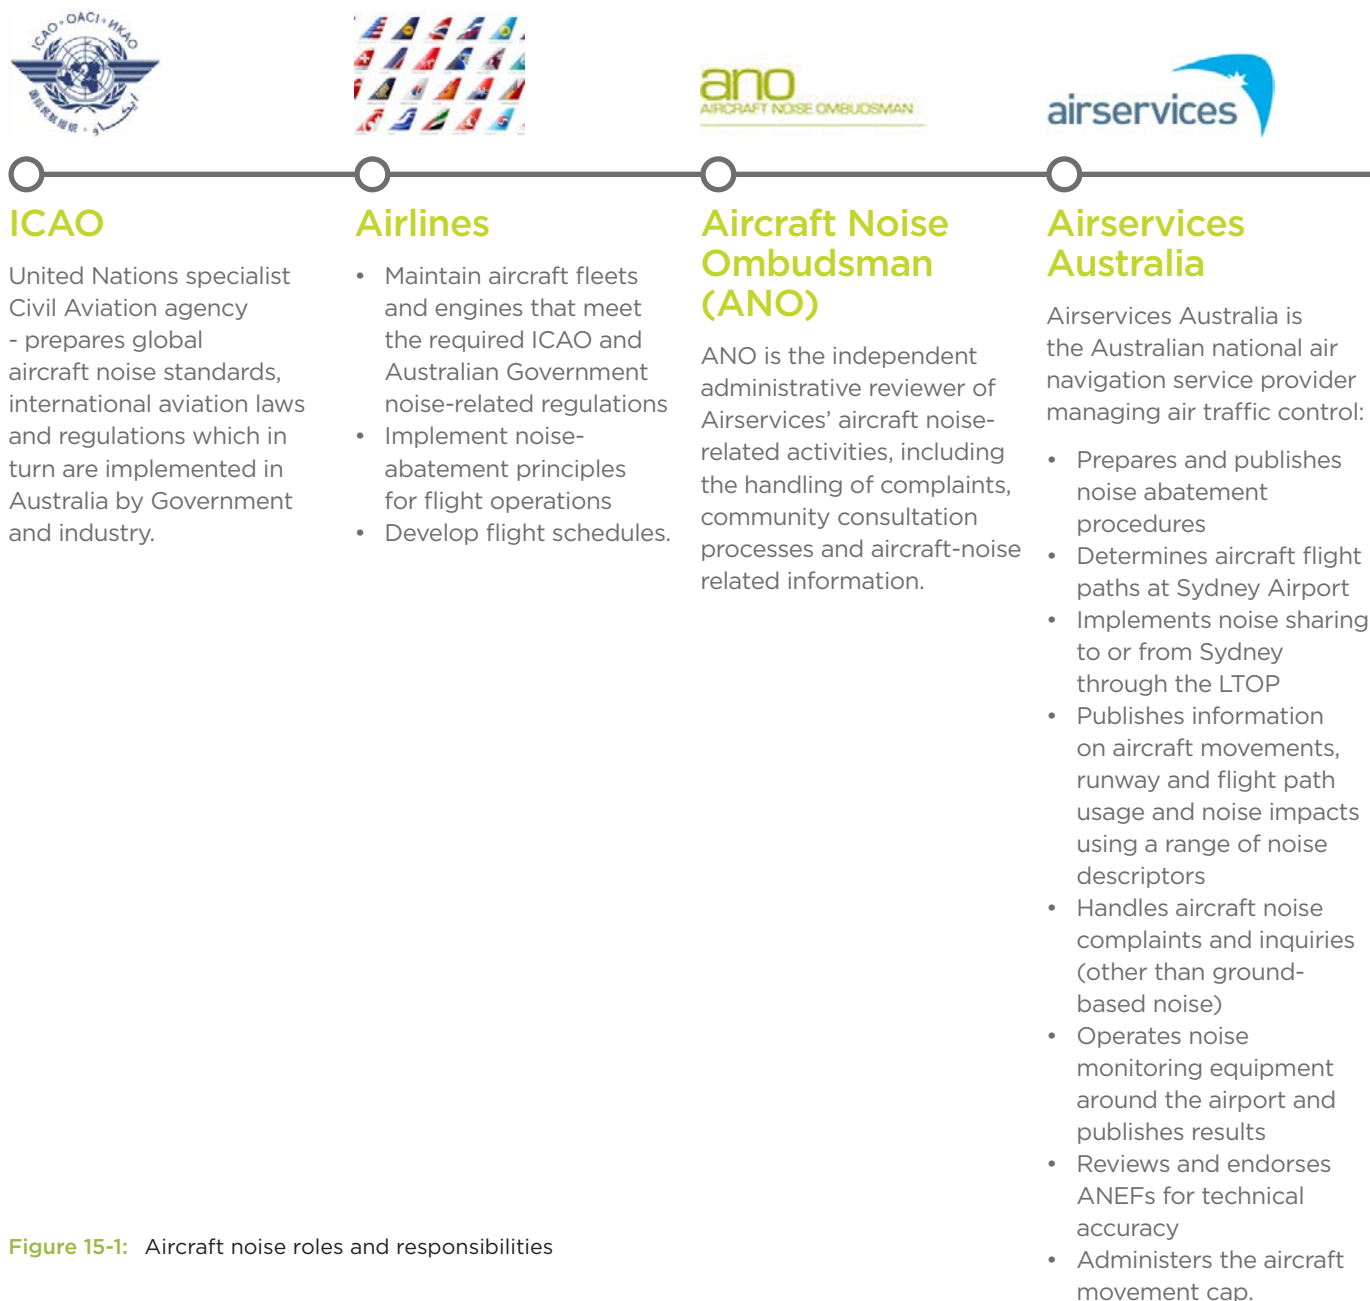 ICAO · OACI · ИКАО
ano
AIRCRAFT NOISE OMBUDSMAN
airservices
ICAO
United Nations specialist
Civil Aviation agency
- prepares global
aircraft noise standards,
international aviation laws
and regulations which in
turn are implemented in
Australia by Government
and industry.
Airlines
• Maintain aircraft fleets
and engines that meet
the required ICAO and
Australian Government
noise-related regulations
• Implement noise-
abatement principles
for flight operations
• Develop flight schedules.
Aircraft Noise
Ombudsman
(ANO)
ANO is the independent
administrative reviewer of
Airservices’ aircraft noise-
related activities, including
the handling of complaints,
community consultation
processes and aircraft-noise
related information.
Airservices
Australia
Airservices Australia is
the Australian national air
navigation service provider
managing air traffic control:
• Prepares and publishes
noise abatement
procedures
• Determines aircraft flight
paths at Sydney Airport
• Implements noise sharing
to or from Sydney
through the LTOP
• Publishes information
on aircraft movements,
runway and flight path
usage and noise impacts
using a range of noise
descriptors
• Handles aircraft noise
complaints and inquiries
(other than ground-
based noise)
• Operates noise
monitoring equipment
around the airport and
publishes results
• Reviews and endorses
ANEFs for technical
accuracy
• Administers the aircraft
movement cap.
Figure 15-1: Aircraft noise roles and responsibilities